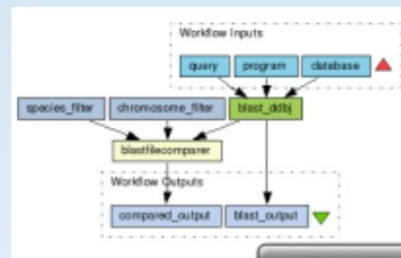 Workflow Inputs
query program database
species_filter chromosome_filter blast_ddbj
blastfilecomparer
Workflow Outputs
compared_output blast_output